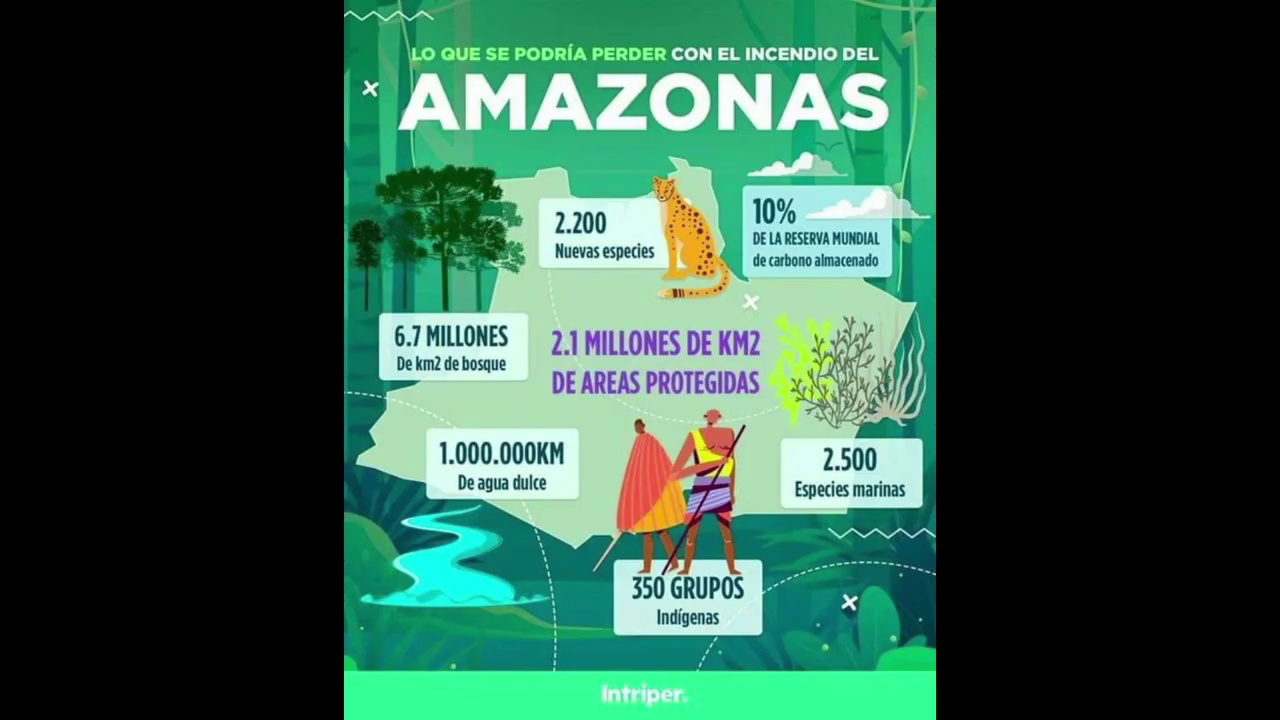 LO QUE SE PODRÍA PERDER CON EL INCENDIO DEL
AMAZONAS
2.200
Nuevas especies
10%
DE LA RESERVA MUNDIAL
de carbono almacenado
6.7 MILLONES
De km2 de bosque
2.1 MILLONES DE KM2
DE AREAS PROTEGIDAS
1.000.000KM
De agua dulce
2.500
Especies marinas
350 GRUPOS
Indígenas
Intriper.